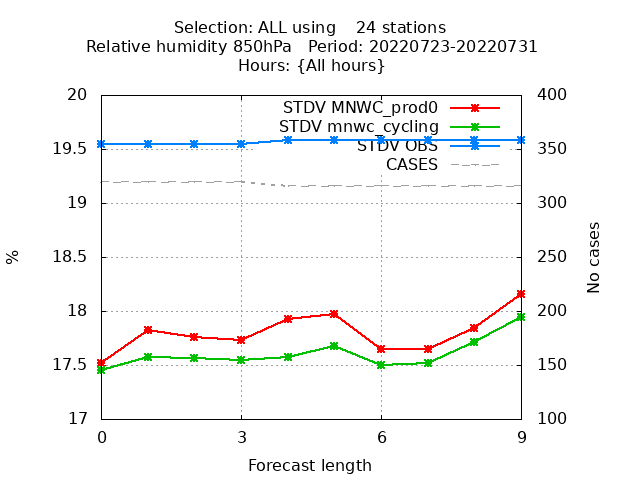 Selection: ALL using    24 stations
Relative humidity 850hPa   Period: 20220723-20220731
Hours: {All hours}
STDV MNWC_prod0
STDV mnwc_cycling
STDV OBS
CASES
20
19.5
19
18.5
18
17.5
17
400
350
300
250
200
150
100
%
No cases
0
3
6
9
Forecast length